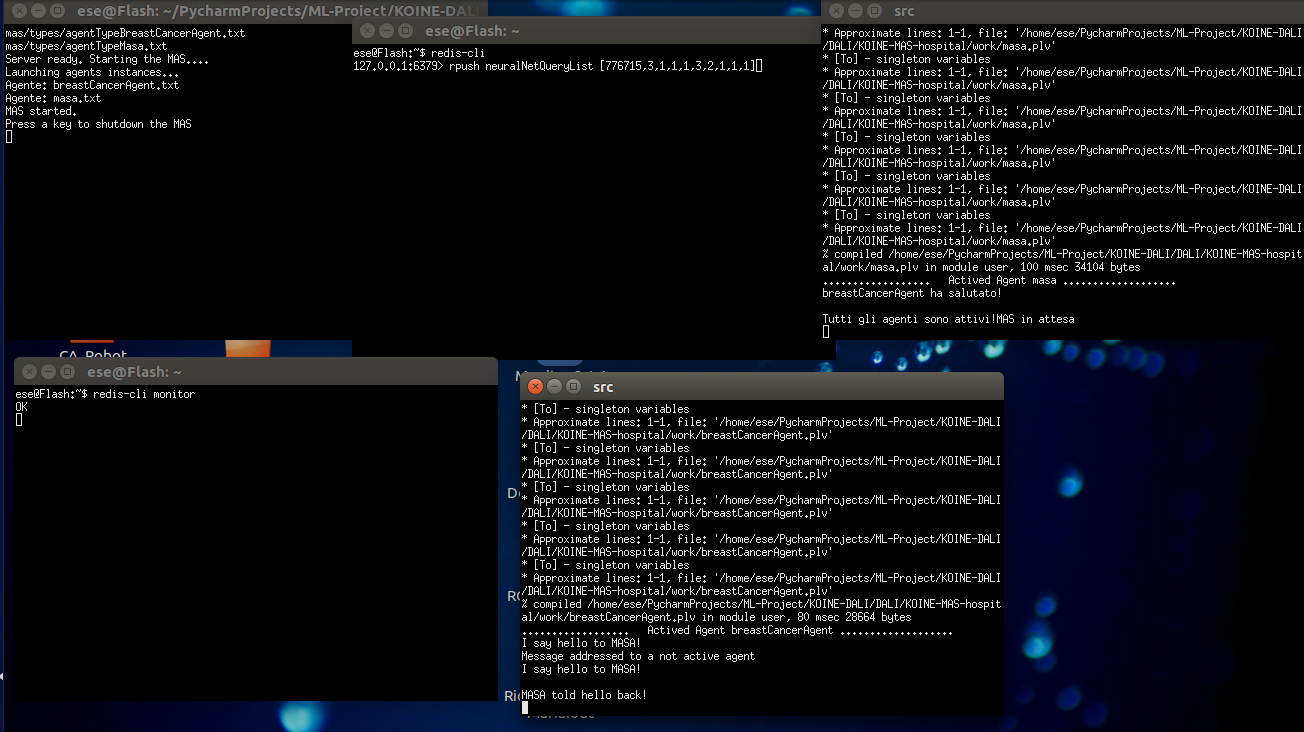 ese@Flash: ~/PycharmProjects/ML-Project/KOINE-DAL
mas/types/agentTypeBreastCancerAgent.txt
mas/types/agentTypeMasa.txt
Server ready. Starting the MAS....
Launching agents instances...
Agente: breastCancerAgent.txt
Agente: masa.txt
MAS started.
Press a key to shutdown the MAS
ese@Flash: ~
ese@Flash:~$ redis-cli
127.0.0.1:6379> rpush neuralNetQueryList [776715,3,1,1,1,3,2,1,1,1]
src
* Approximate lines: 1-1, file: '/home/ese/PycharmProjects/ML-Project/KOINE-DALI
/DALI/KOINE-MAS-hospital/work/masa.plv'
* [To] - singleton variables
* Approximate lines: 1-1, file: '/home/ese/PycharmProjects/ML-Project/KOINE-DALI
/DALI/KOINE-MAS-hospital/work/masa.plv'
* [To] - singleton variables
* Approximate lines: 1-1, file: '/home/ese/PycharmProjects/ML-Project/KOINE-DALI
/DALI/KOINE-MAS-hospital/work/masa.plv'
* [To] - singleton variables
* Approximate lines: 1-1, file: '/home/ese/PycharmProjects/ML-Project/KOINE-DALI
/DALI/KOINE-MAS-hospital/work/masa.plv'
* [To] - singleton variables
* Approximate lines: 1-1, file: '/home/ese/PycharmProjects/ML-Project/KOINE-DALI
/DALI/KOINE-MAS-hospital/work/masa.plv'
* [To] - singleton variables
* Approximate lines: 1-1, file: '/home/ese/PycharmProjects/ML-Project/KOINE-DALI
/DALI/KOINE-MAS-hospital/work/masa.plv'
% compiled /home/ese/PycharmProjects/ML-Project/KOINE-DALI/DALI/KOINE-MAS-hospit
al/work/masa.plv in module user, 100 msec 34104 bytes
.................. Actived Agent masa ...................
breastCancerAgent ha salutato!
Tutti gli agenti sono attivi!MAS in attesa
CA_Robot
ese@Flash: ~
ese@Flash:~$ redis-cli monitor
OK
src
* [To] - singleton variables
* Approximate lines: 1-1, file: '/home/ese/PycharmProjects/ML-Project/KOINE-DALI
/DALI/KOINE-MAS-hospital/work/breastCancerAgent.plv'
* [To] - singleton variables
* Approximate lines: 1-1, file: '/home/ese/PycharmProjects/ML-Project/KOINE-DALI
/DALI/KOINE-MAS-hospital/work/breastCancerAgent.plv'
* [To] - singleton variables
* Approximate lines: 1-1, file: '/home/ese/PycharmProjects/ML-Project/KOINE-DALI
/DALI/KOINE-MAS-hospital/work/breastCancerAgent.plv'
* [To] - singleton variables
* Approximate lines: 1-1, file: '/home/ese/PycharmProjects/ML-Project/KOINE-DALI
/DALI/KOINE-MAS-hospital/work/breastCancerAgent.plv'
* [To] - singleton variables
* Approximate lines: 1-1, file: '/home/ese/PycharmProjects/ML-Project/KOINE-DALI
/DALI/KOINE-MAS-hospital/work/breastCancerAgent.plv'
% compiled /home/ese/PycharmProjects/ML-Project/KOINE-DALI/DALI/KOINE-MAS-hospit
al/work/breastCancerAgent.plv in module user, 80 msec 28664 bytes
.................. Actived Agent breastCancerAgent ...................
I say hello to MASA!
Message addressed to a not active agent
I say hello to MASA!
MASA told hello back!